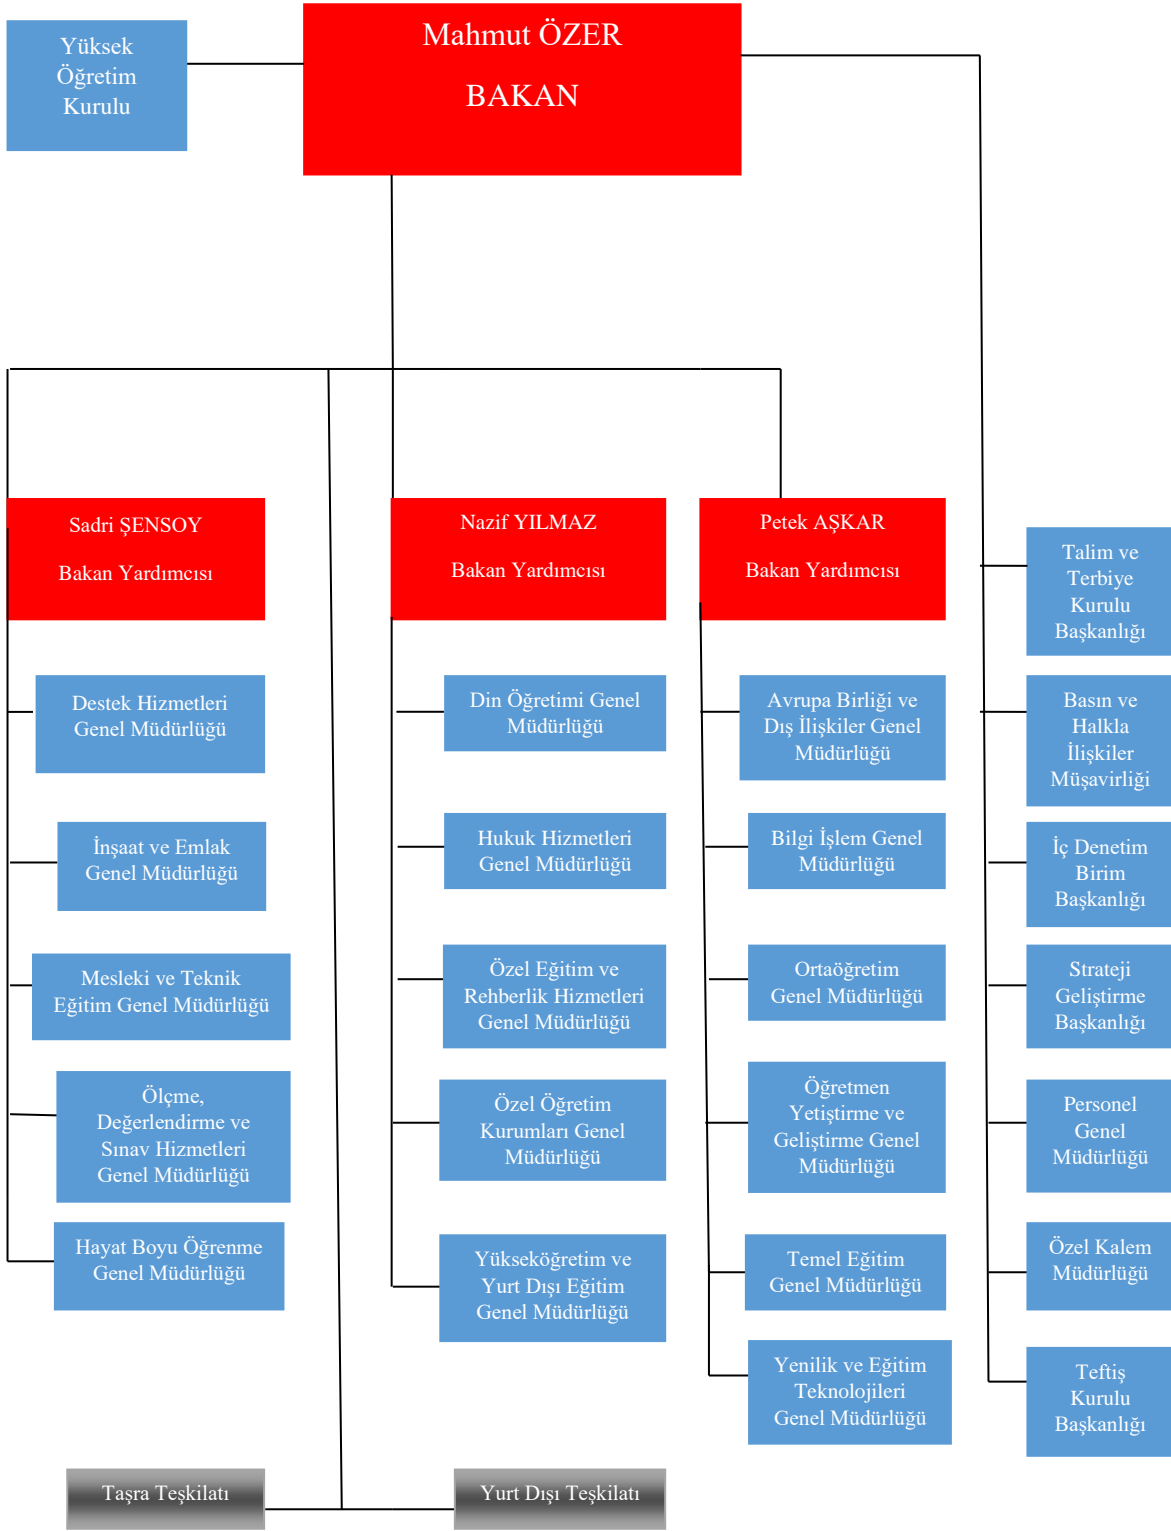 Yüksek
Öğretim
Kurulu
Mahmut ÖZER
BAKAN
Sadri ŞENSOY
Bakan Yardımcısı
Nazif YILMAZ
Bakan Yardımcısı
Petek AŞKAR
Bakan Yardımcısı
Destek Hizmetleri
Genel Müdürlüğü
İnşaat ve Emlak
Genel Müdürlüğü
Mesleki ve Teknik
Eğitim Genel Müdürlüğü
Ölçme,
Değerlendirme ve
Sınav Hizmetleri
Genel Müdürlüğü
Hayat Boyu Öğrenme
Genel Müdürlüğü
Din Öğretimi Genel
Müdürlüğü
Hukuk Hizmetleri
Genel Müdürlüğü
Özel Eğitim ve
Rehberlik Hizmetleri
Genel Müdürlüğü
Özel Öğretim
Kurumları Genel
Müdürlüğü
Yükseköğretim ve
Yurt Dışı Eğitim
Genel Müdürlüğü
Avrupa Birliği ve
Dış İlişkiler Genel
Müdürlüğü
Bilgi İşlem Genel
Müdürlüğü
Ortaöğretim
Genel Müdürlüğü
Öğretmen
Yetiştirme ve
Geliştirme Genel
Müdürlüğü
Temel Eğitim
Genel Müdürlüğü
Yenilik ve Eğitim
Teknolojileri
Genel Müdürlüğü
Talim ve
Terbiye
Kurulu
Başkanlığı
Basın ve
Halkla
İlişkiler
Müşavirliği
İç Denetim
Birim
Başkanlığı
Strateji
Geliştirme
Başkanlığı
Personel
Genel
Müdürlüğü
Özel Kalem
Müdürlüğü
Teftiş
Kurulu
Başkanlığı
Taşra Teşkilatı
Yurt Dışı Teşkilatı